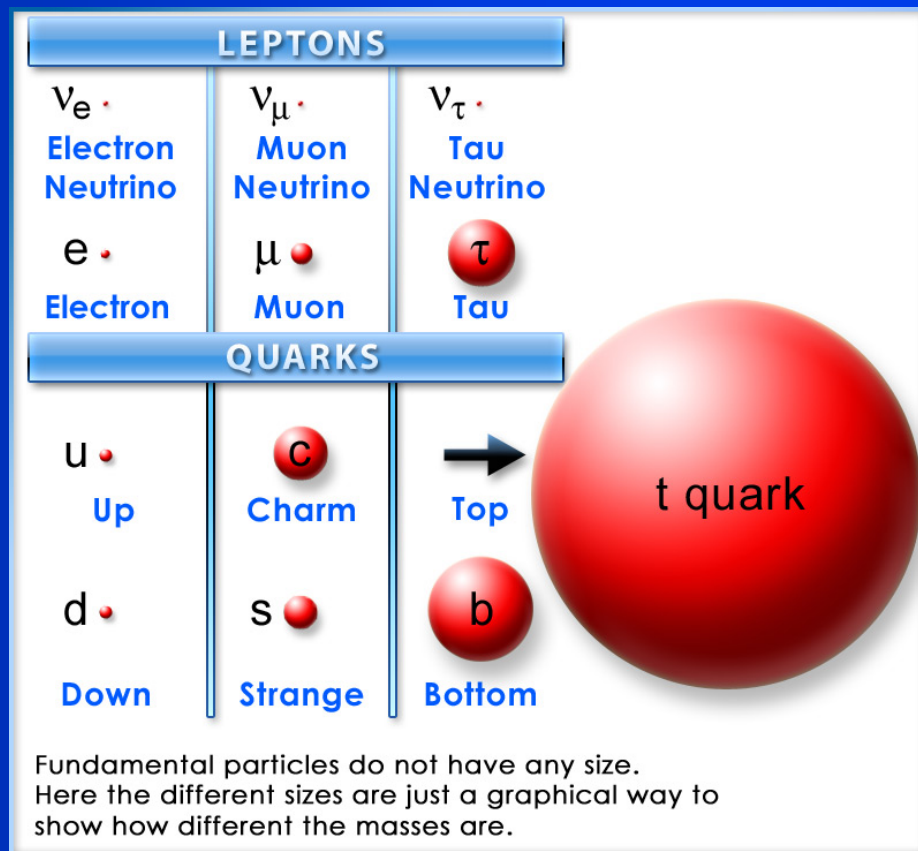 LEPTONS
νe νμ ντ
Electron Neutrino Muon Neutrino Tau Neutrino
e μ τ
Electron Muon Tau
QUARKS
u c
Up Charm Top
t quark
d s b
Down Strange Bottom
Fundamental particles do not have any size.
Here the different sizes are just a graphical way to
show how different the masses are.